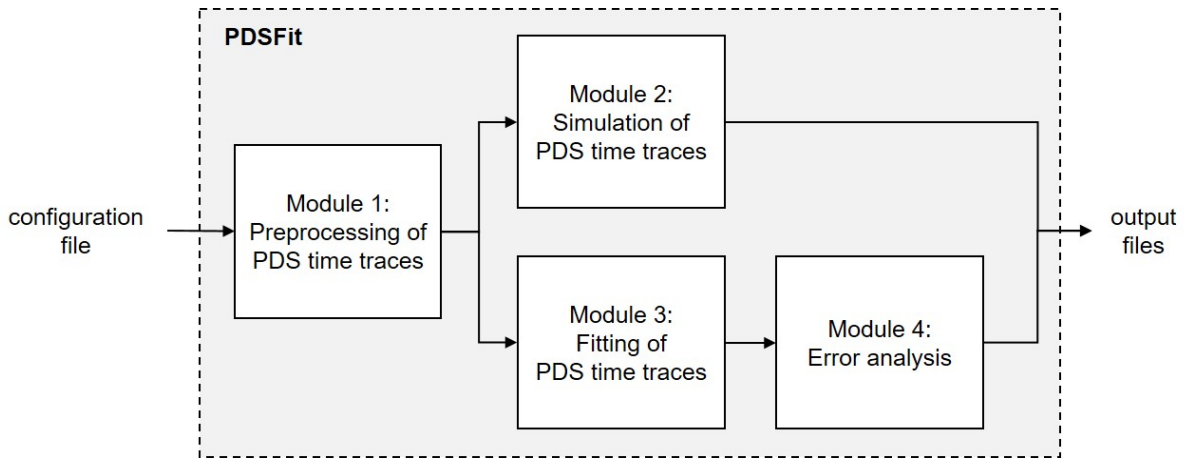 PDSFit
configuration
file
Module 1:
Preprocessing of
PDS time traces
Module 2:
Simulation of
PDS time traces
Module 3:
Fitting of
PDS time traces
Module 4:
Error analysis
output
files